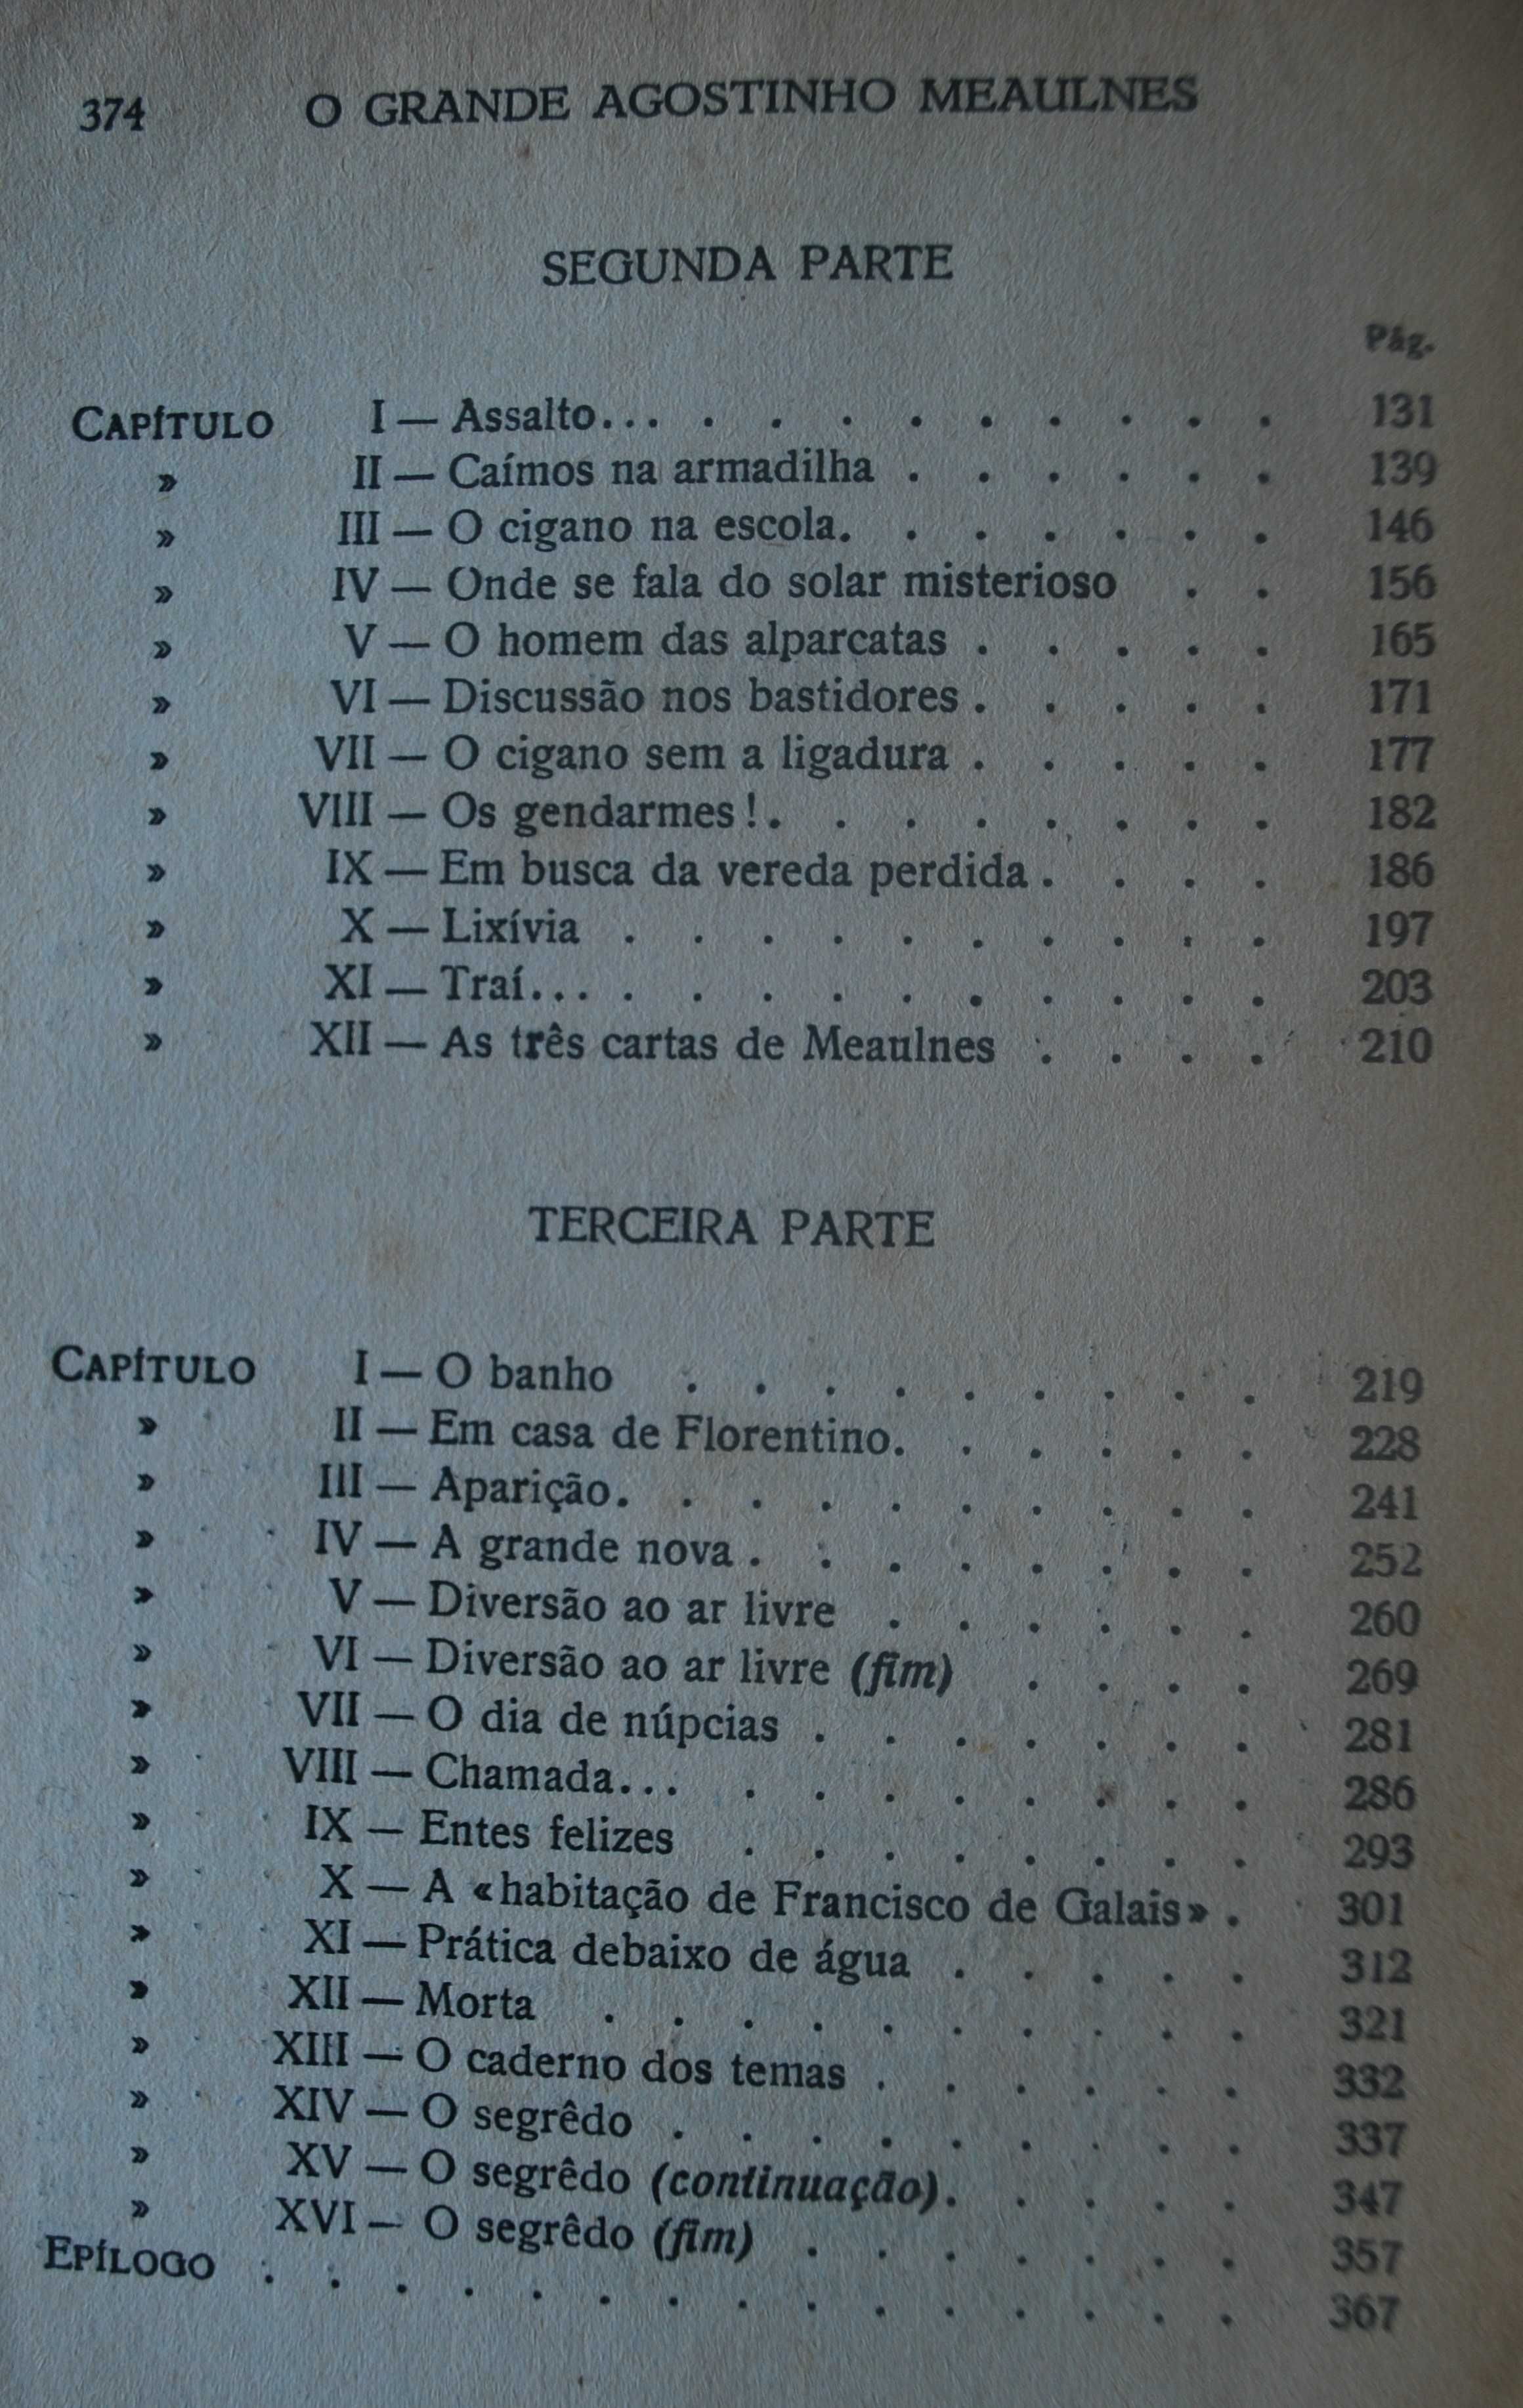 374 O GRANDE AGOSTINHO MEAULNES
SEGUNDA PARTE
Pág.
CAPÍTULO I — Assalto... . . . . . . . . . 131
» II — Caímos na armadilha . . . . . . 139
» III — O cigano na escola. . . . . . . 146
» IV — Onde se fala do solar misterioso . . 156
» V — O homem das alparcatas . . . . . 165
» VI — Discussão nos bastidores . . . . . 171
» VII — O cigano sem a ligadura . . . . . 177
» VIII — Os gendarmes!. . . . . . . . 182
» IX — Em busca da vereda perdida . . . . 186
» X — Lixívia . . . . . . . . . . 197
» XI — Traí... . . . . . . . . . . 203
» XII — As três cartas de Meaulnes . . . . 210
TERCEIRA PARTE
CAPÍTULO I — O banho . . . . . . . . . 219
» II — Em casa de Florentino. . . . . . 228
» III — Aparição. . . . . . . . . . 241
» IV — A grande nova . . . . . . . . 252
» V — Diversão ao ar livre . . . . . . 260
» VI — Diversão ao ar livre (fim) . . . . 269
» VII — O dia de núpcias . . . . . . . 281
» VIII — Chamada... . . . . . . . . 286
» IX — Entes felizes . . . . . . . . 293
» X — A «habitação de Francisco de Galais» . 301
» XI — Prática debaixo de água . . . . . 312
» XII — Morta . . . . . . . . . . 321
» XIII — O caderno dos temas . . . . . . 332
» XIV — O segrêdo . . . . . . . . . 337
» XV — O segrêdo (continuação). . . . . 347
» XVI — O segrêdo (fim) . . . . . . . 357
EPÍLOGO . . . . . . . . . . . . . . . 367